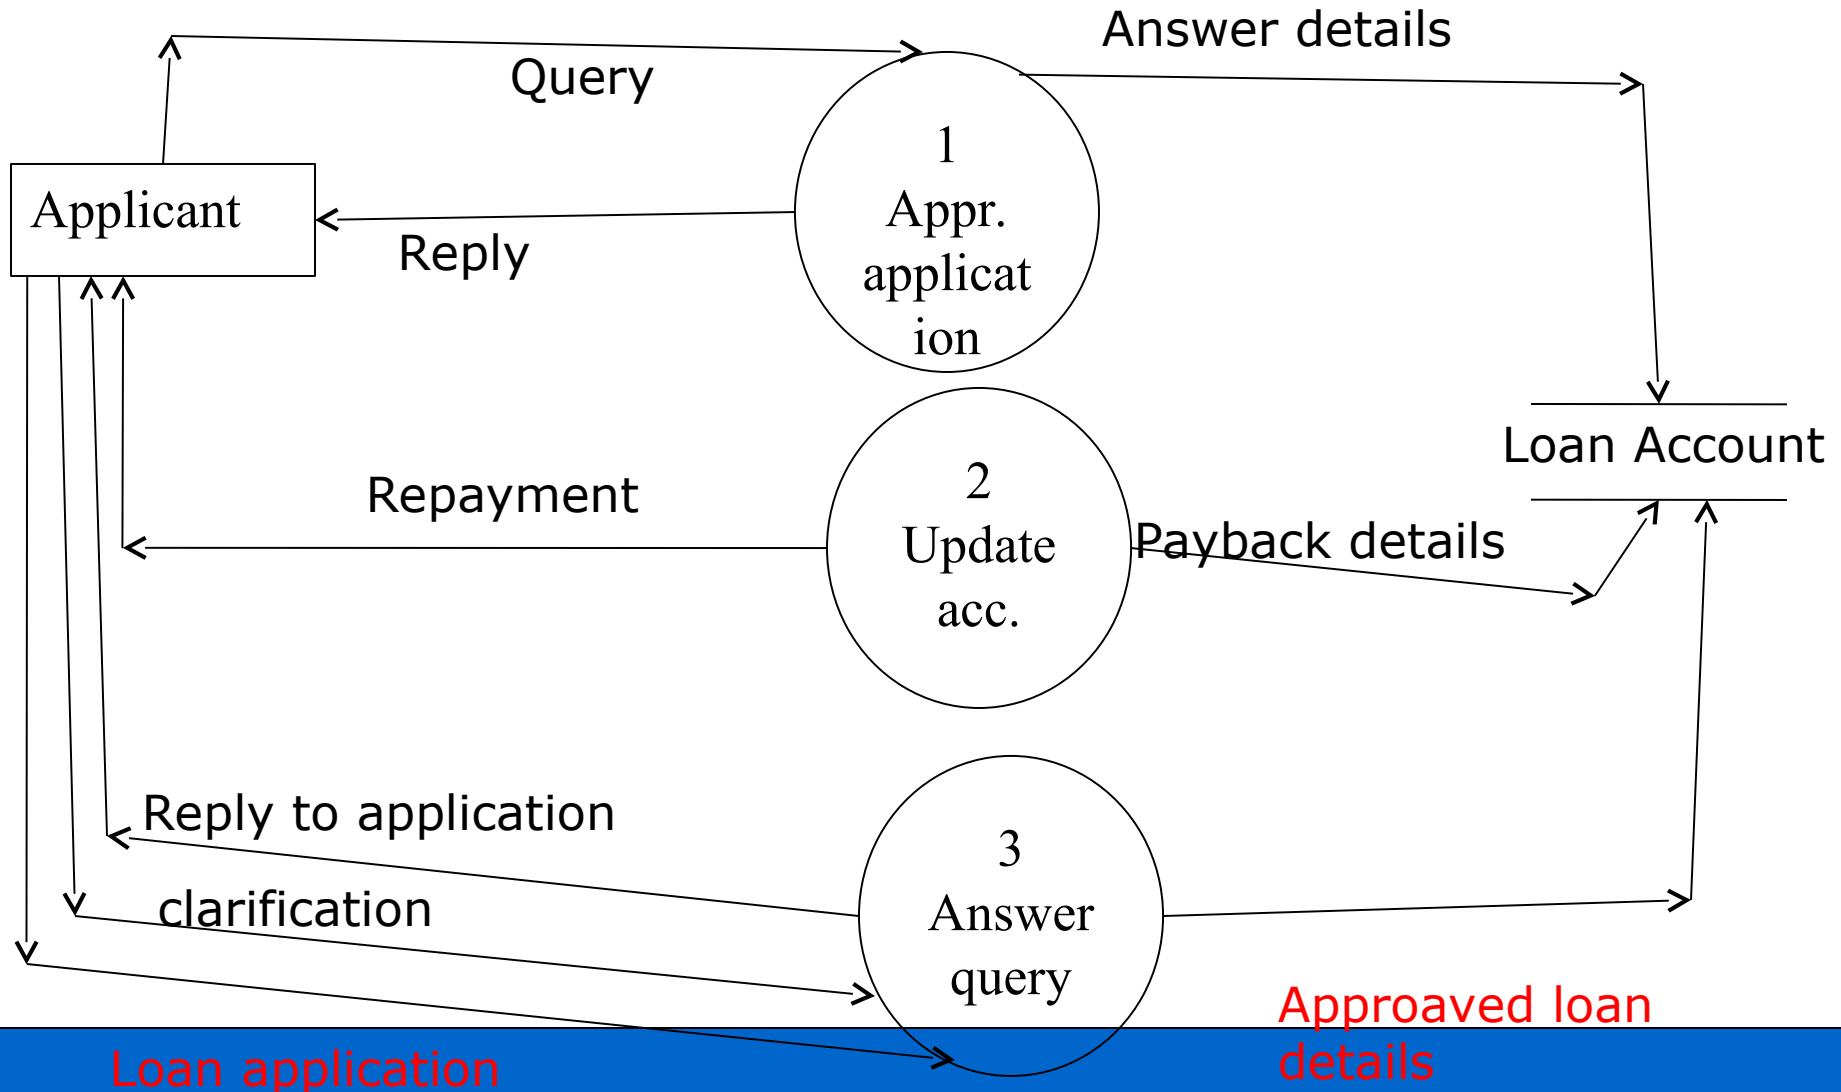 Answer details
Query
1
Appr.
applicat
ion
Applicant
Reply
Loan Account
2
Update
acc.
Repayment
Payback details
Reply to application
3
Answer
query
clarification
Approaved loan
details
Loan application